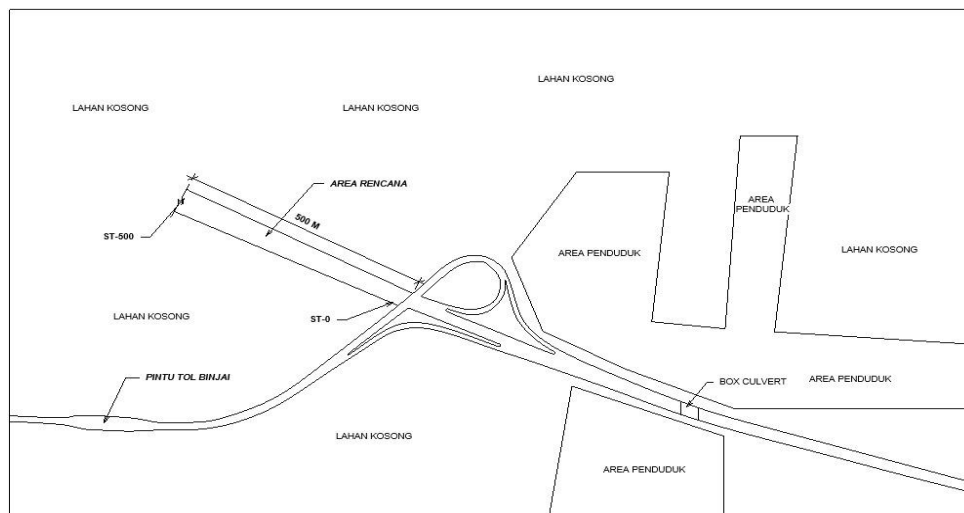 LAHAN KOSONG
LAHAN KOSONG
LAHAN KOSONG
AREA RENCANA
500 M
ST-500
AREA
PENDUDUK
AREA PENDUDUK
LAHAN KOSONG
LAHAN KOSONG
ST-0
PINTU TOL BINJAI
BOX CULVERT
AREA PENDUDUK
LAHAN KOSONG
AREA PENDUDUK